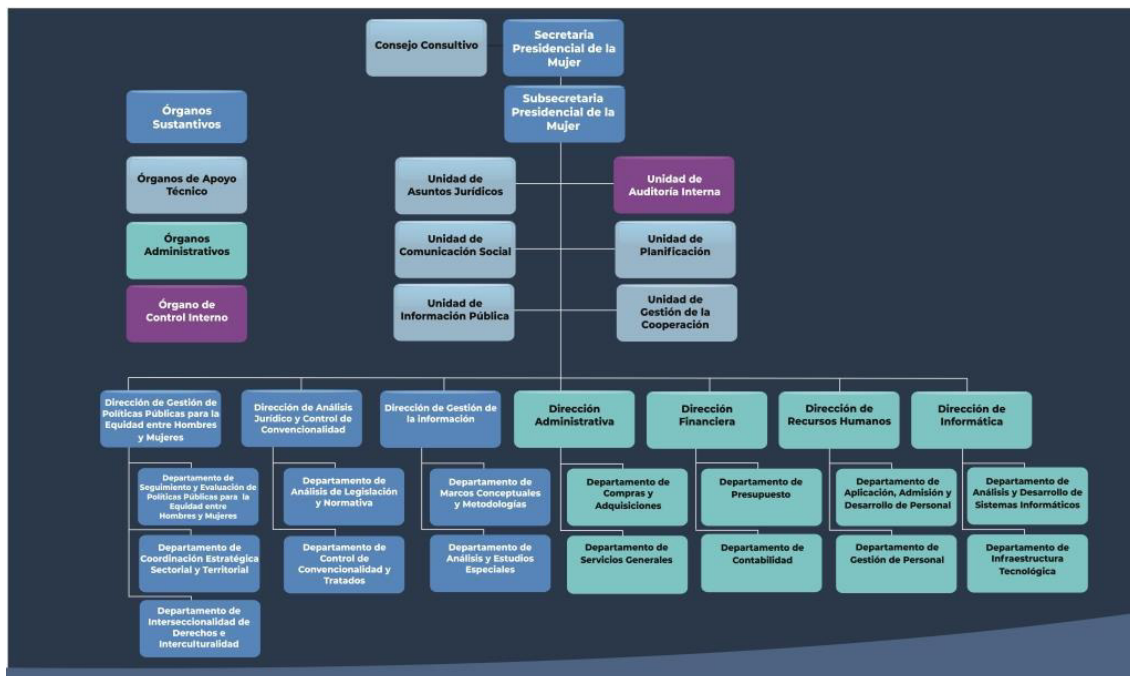 Consejo Consultivo
Secretaria
Presidencial de la
Mujer
Subsecretaria
Presidencial de la
Mujer
Órganos
Sustantivos
Órganos de Apoyo
Técnico
Órganos
Administrativos
Órgano de
Control Interno
Unidad de
Asuntos Jurídicos
Unidad de
Auditoría Interna
Unidad de
Comunicación Social
Unidad de
Planificación
Unidad de
Información Pública
Unidad de
Gestión de la
Cooperación
Dirección de Gestión de
Políticas Públicas para la
Equidad entre Hombres
y Mujeres
Dirección de Análisis
Jurídico y Control de
Convencionalidad
Dirección de Gestión de
la información
Dirección
Administrativa
Dirección
Financiera
Dirección de
Recursos Humanos
Dirección de
Informática
Departamento de
Seguimiento y Evaluación de
Políticas Públicas para la
Equidad entre
Hombres y Mujeres
Departamento de
Análisis de Legislación y
Normativa
Departamento de
Marcos Conceptuales
y Metodologías
Departamento de
Compras y
Adquisiciones
Departamento de
Presupuesto
Departamento de
Aplicación, Admisión y
Desarrollo de Personal
Departamento de
Análisis y Desarrollo de
Sistemas Informáticos
Departamento de
Coordinación Estratégica
Sectorial y Territorial
Departamento de
Control de
Convencionalidad y
Tratados
Departamento de
Análisis y Estudios
Especiales
Departamento de
Servicios Generales
Departamento de
Contabilidad
Departamento de
Gestión de Personal
Departamento de
Infraestructura
Tecnológica
Departamento de
Interseccionalidad de
Derechos e
Interculturalidad